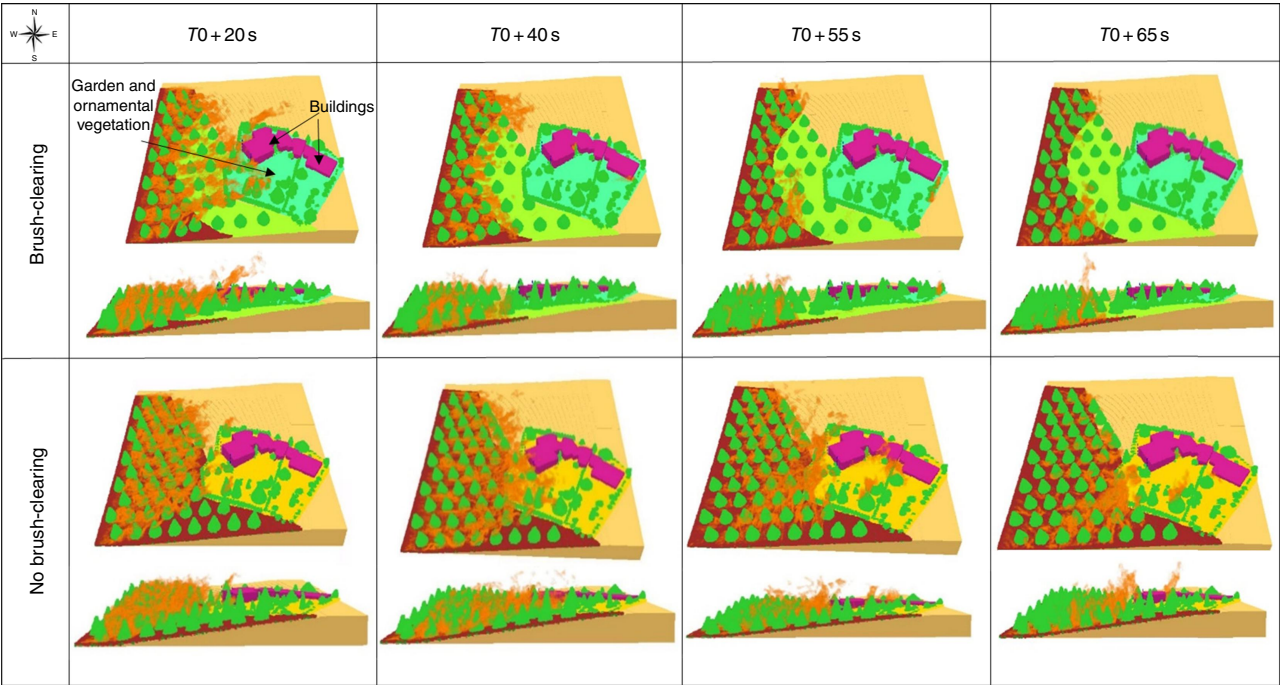 N
W E
S
T0 + 20 s
T0 + 40 s
T0 + 55 s
T0 + 65 s
Brush-clearing
Garden and
ornamental
vegetation
Buildings
No brush-clearing